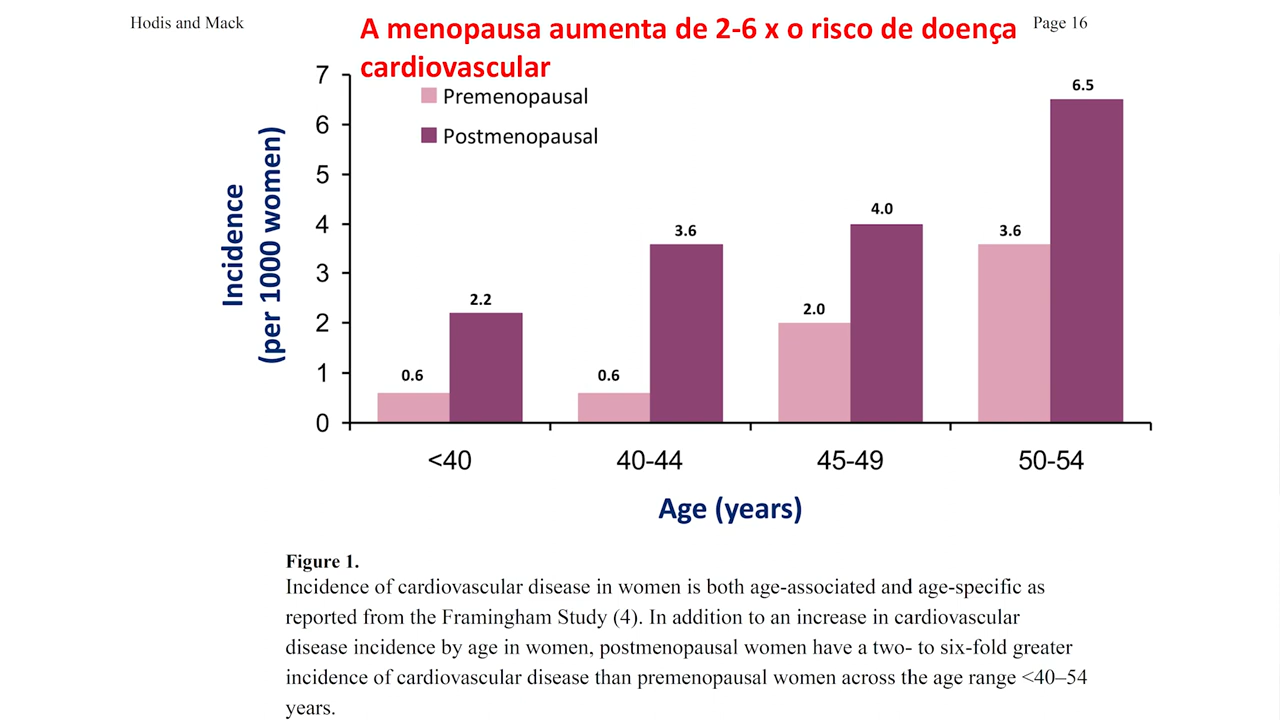 Hodis and Mack
A menopausa aumenta de 2-6 x o risco de doença
cardiovascular
Page 16
7
6
5
4
3
2
1
0
Incidence
(per 1000 women)
Premenopausal
Postmenopausal
0.6
2.2
0.6
3.6
2.0
4.0
3.6
6.5
<40
40-44
45-49
50-54
Age (years)
Figure 1.
Incidence of cardiovascular disease in women is both age-associated and age-specific as
reported from the Framingham Study (4). In addition to an increase in cardiovascular
disease incidence by age in women, postmenopausal women have a two- to six-fold greater
incidence of cardiovascular disease than premenopausal women across the age range <40–54
years.